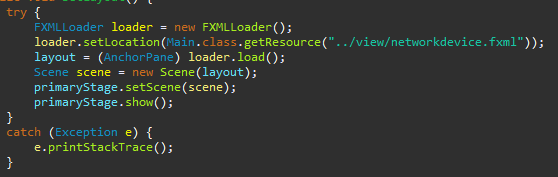 try {
FXMLLoader loader = new FXMLLoader();
loader.setLocation(Main.class.getResource("../view/networkdevice.fxml"));
layout = (AnchorPane) loader.load();
Scene scene = new Scene(layout);
primaryStage.setScene(scene);
primaryStage.show();
}
catch (Exception e) {
e.printStackTrace();
}